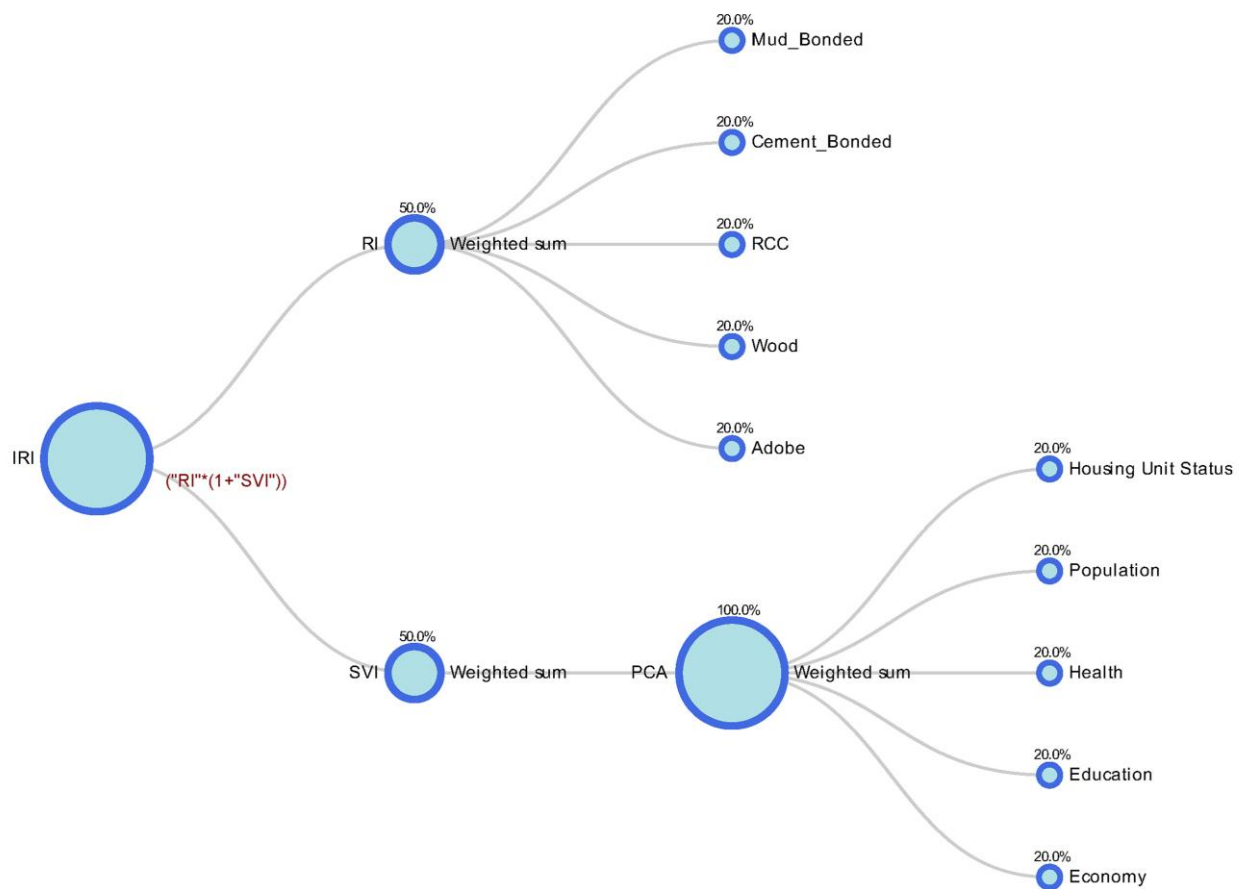 20.0%
Mud_Bonded
20.0%
Cement_Bonded
50.0%
RI
Weighted sum
20.0%
RCC
20.0%
Wood
20.0%
Adobe
IRI
("RI"*(1+"SVI"))
20.0%
Housing Unit Status
20.0%
Population
50.0%
SVI
Weighted sum
100.0%
PCA
Weighted sum
20.0%
Health
20.0%
Education
20.0%
Economy